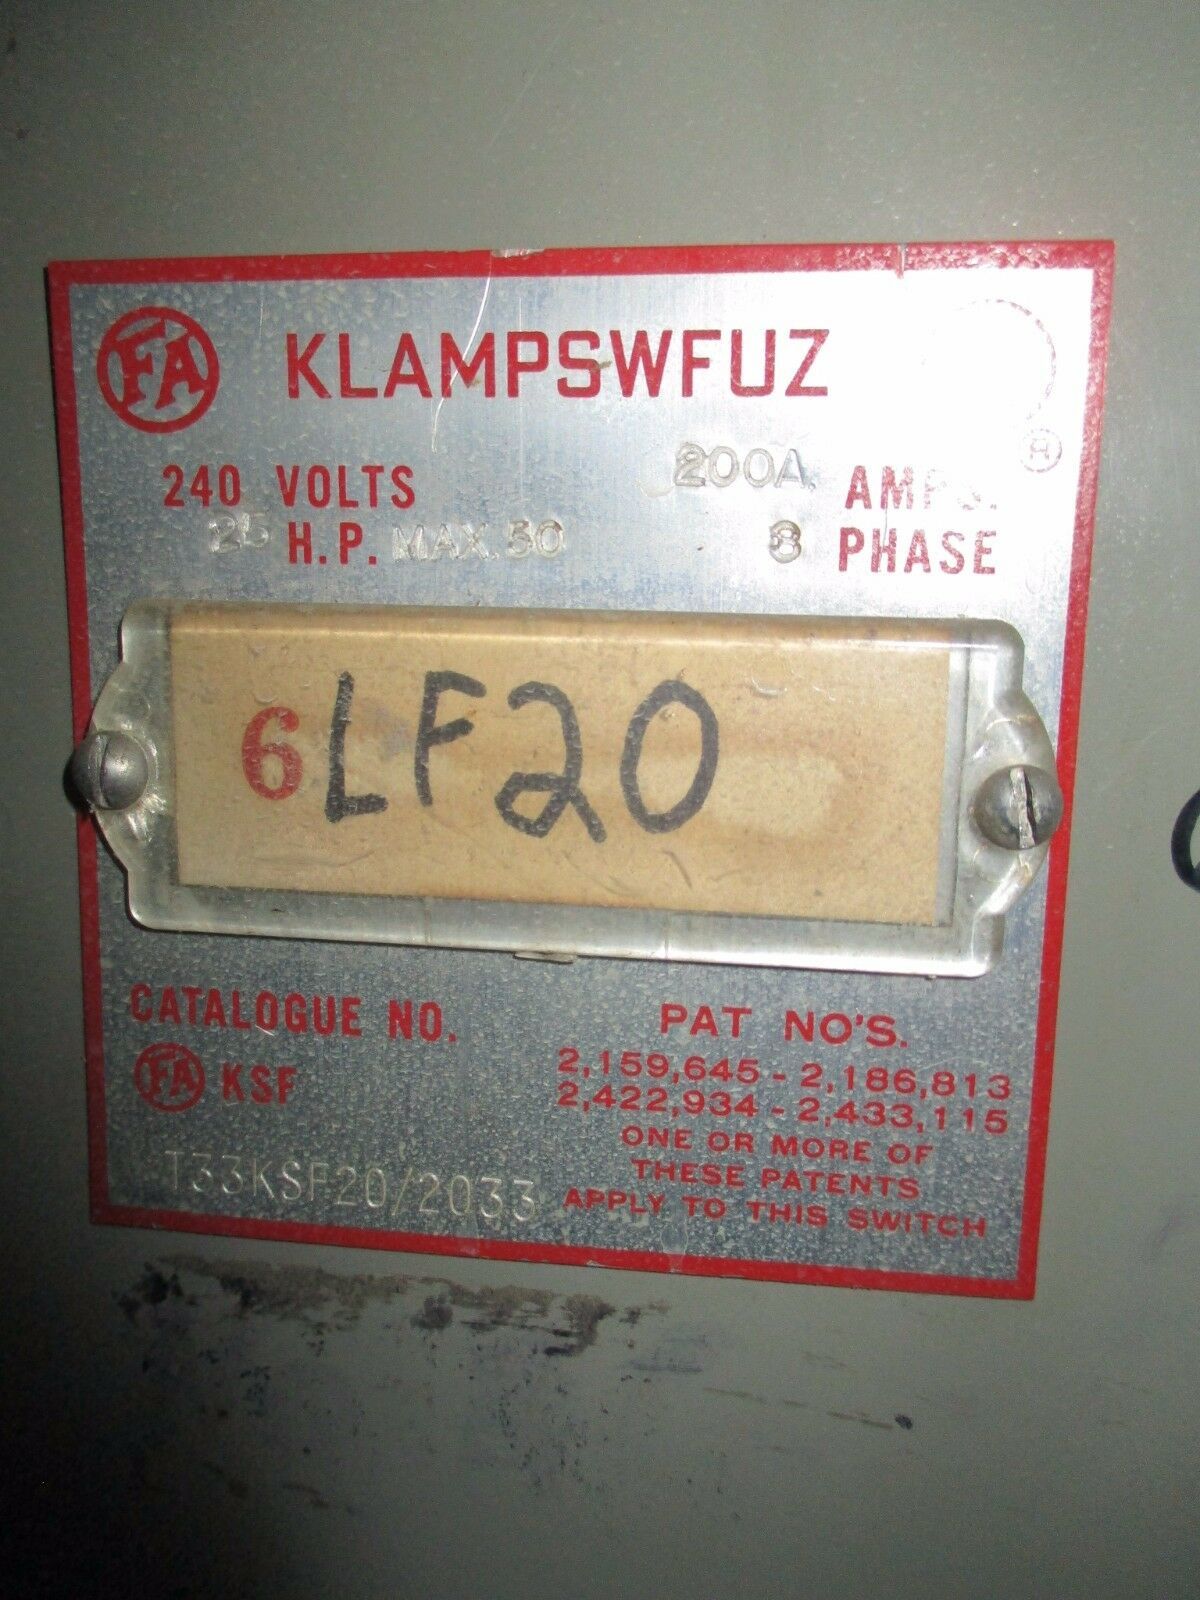 FA KLAMPSWFUZ
240 VOLTS 200A. AMPS.
25 H.P. MAX. 50 3 PHASE
6 LF20
CATALOGUE NO.
FA KSF
T33KSF20/2033
PAT NO'S.
2,159,645 - 2,186,813
2,422,934 - 2,433,115
ONE OR MORE OF
THESE PATENTS
APPLY TO THIS SWITCH